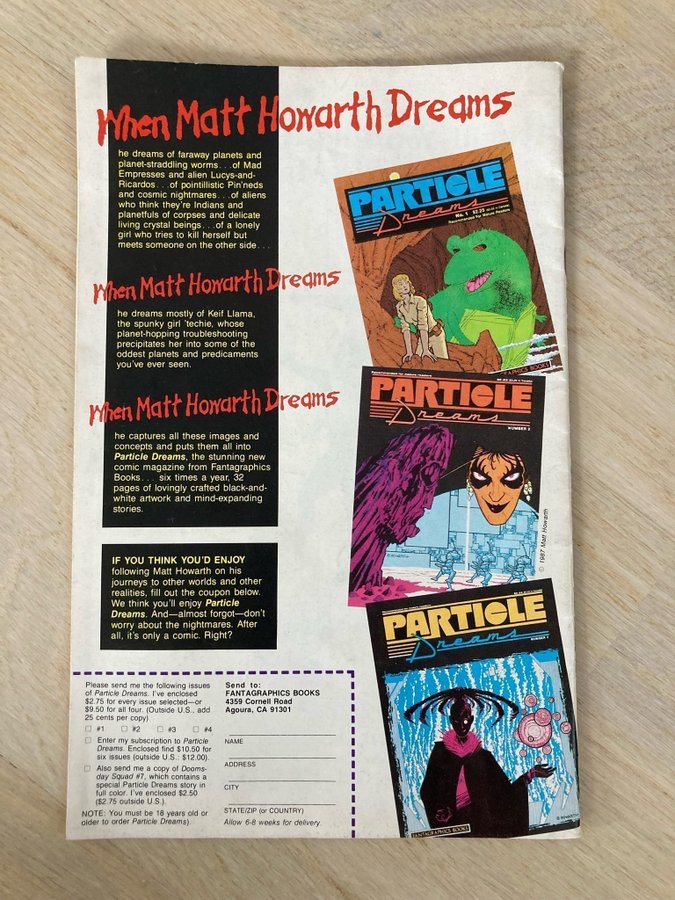 When Matt Howarth Dreams
he dreams of faraway planets and
planet-straddling worms. . .of Mad
Empresses and alien Lucys-and-
Ricardos. . .of pointillistic Pin'neds
and cosmic nightmares. . .of aliens
who think they're Indians and
planetfuls of corpses and delicate
living crystal beings. . .of a lonely
girl who tries to kill herself but
meets someone on the other side. . .
When Matt Howarth Dreams
he dreams mostly of Keif Llama,
the spunky girl 'techie, whose
planet-hopping troubleshooting
precipitates her into some of the
oddest planets and predicaments
you've ever seen.
When Matt Howarth Dreams
he captures all these images and
concepts and puts them all into
Particle Dreams, the stunning new
comic magazine from Fantagraphics
Books. . . six times a year, 32
pages of lovingly crafted black-and-
white artwork and mind-expanding
stories.
IF YOU THINK YOU'D ENJOY
following Matt Howarth on his
journeys to other worlds and other
realities, fill out the coupon below.
We think you'll enjoy Particle
Dreams. And—almost forgot—don't
worry about the nightmares. After
all, it's only a comic. Right?
PARTICLE
Dreams
No. 1 $2.25
Recommended for Mature Readers
FANTAGRAPHICS BOOKS
Recommended for mature readers
PARTICLE
Dreams
NUMBER 2
© 1987 Matt Howarth
PARTICLE
Dreams
FANTAGRAPHICS BOOKS
Please send me the following issues
of Particle Dreams. I've enclosed
$2.75 for every issue selected—or
$9.50 for all four. (Outside U.S., add
25 cents per copy)
#1 #2 #3 #4
Enter my subscription to Particle
Dreams. Enclosed find $10.50 for
six issues (outside U.S.: $12.00).
Also send me a copy of Dooms-
day Squad #7, which contains a
special Particle Dreams story in
full color. I've enclosed $2.50
($2.75 outside U.S.).
NOTE: You must be 18 years old or
older to order Particle Dreams).
Send to:
FANTAGRAPHICS BOOKS
4359 Cornell Road
Agoura, CA 91301
NAME
ADDRESS
CITY
STATE/ZIP (or COUNTRY)
Allow 6-8 weeks for delivery.